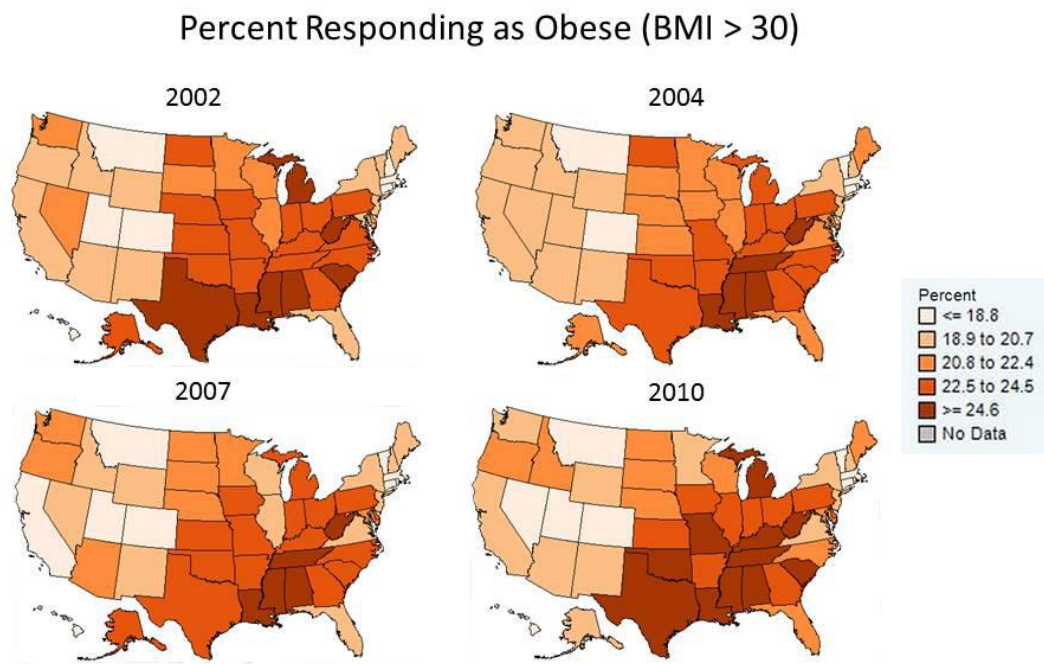 Percent Responding as Obese (BMI > 30)
2002
2004
2007
2010
Percent
<= 18.8
18.9 to 20.7
20.8 to 22.4
22.5 to 24.5
>= 24.6
No Data